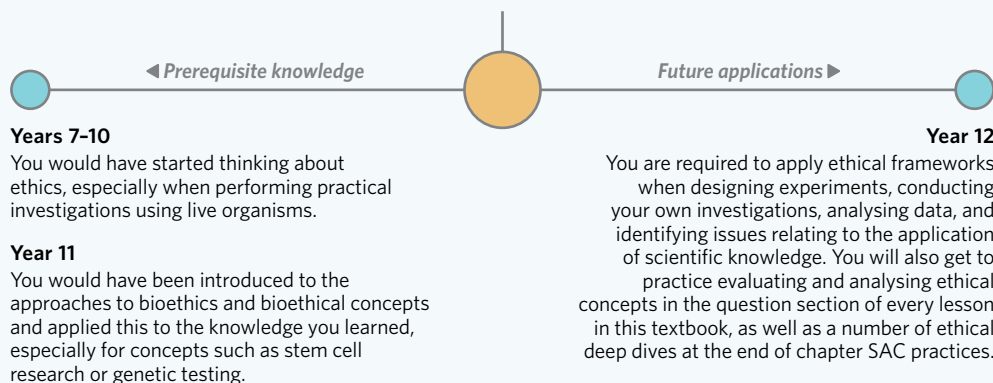 ◀ Prerequisite knowledge
Future applications ▶
Years 7–10
You would have started thinking about
ethics, especially when performing practical
investigations using live organisms.
Year 11
You would have been introduced to the
approaches to bioethics and bioethical concepts
and applied this to the knowledge you learned,
especially for concepts such as stem cell
research or genetic testing.
Year 12
You are required to apply ethical frameworks
when designing experiments, conducting
your own investigations, analysing data, and
identifying issues relating to the application
of scientific knowledge. You will also get to
practice evaluating and analysing ethical
concepts in the question section of every lesson
in this textbook, as well as a number of ethical
deep dives at the end of chapter SAC practices.